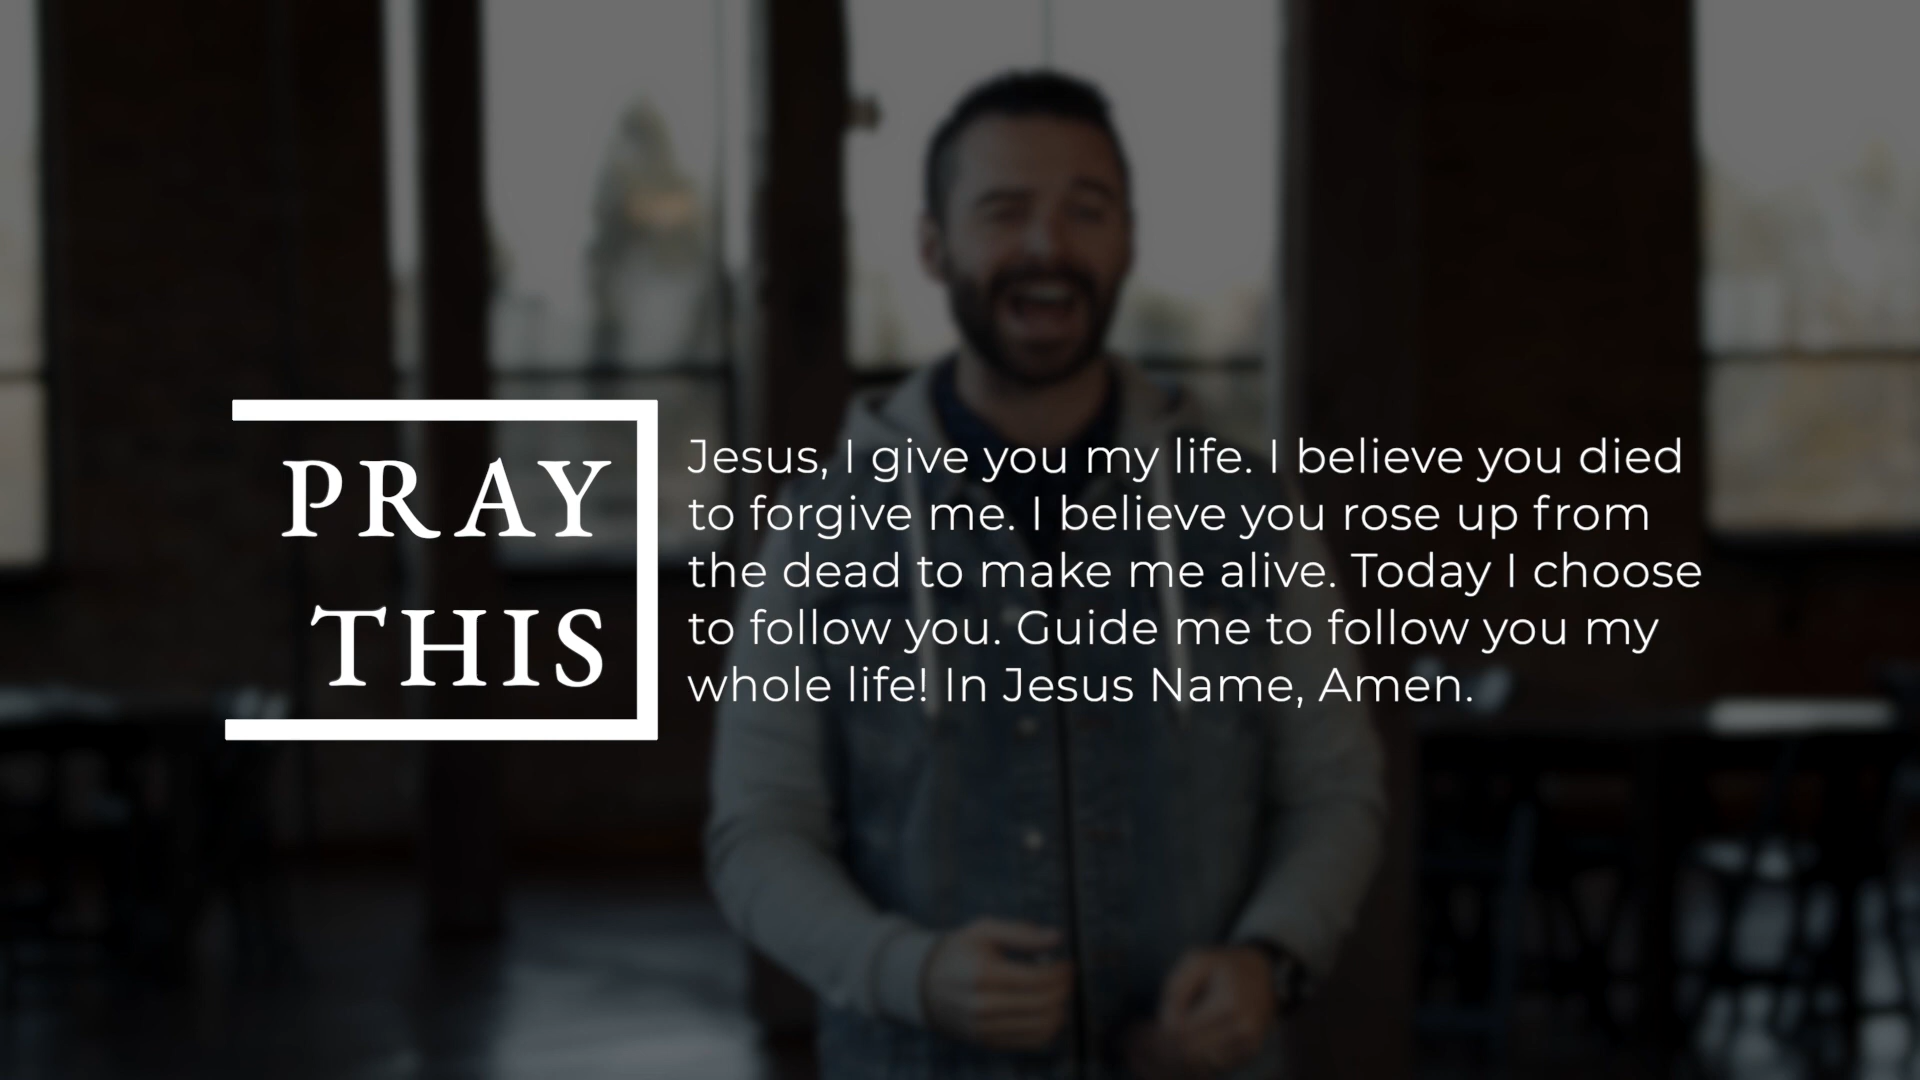 PRAY
THIS
Jesus, I give you my life. I believe you died
to forgive me. I believe you rose up from
the dead to make me alive. Today I choose
to follow you. Guide me to follow you my
whole life! In Jesus Name, Amen.